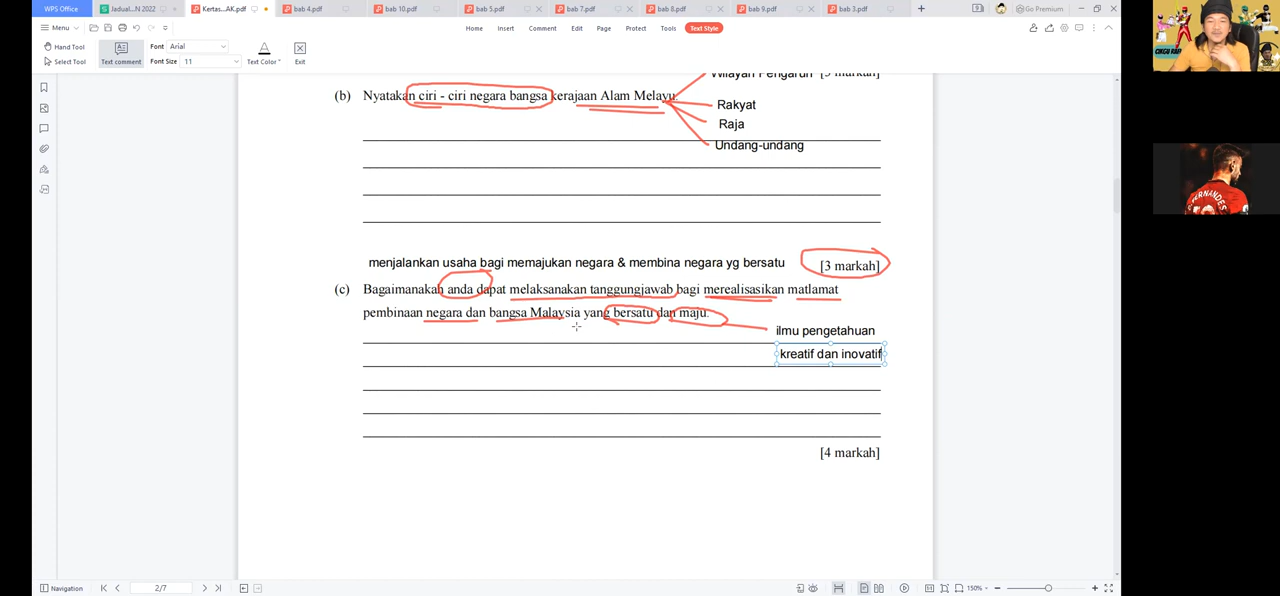 WPS Office
Jadual...N 2022
Kertas...AK.pdf
bab 4.pdf
bab 10.pdf
bab 5.pdf
bab 7.pdf
bab 8.pdf
bab 9.pdf
bab 3.pdf
Go Premium
Menu
Home
Insert
Comment
Edit
Page
Protect
Tools
Text Style
Hand Tool
Select Tool
Text comment
Font Arial
Font Size 11
Text Color
Exit
Wilayah Pengaruh
[3 markah]
(b) Nyatakan ciri - ciri negara bangsa kerajaan Alam Melayu.
Rakyat
Raja
Undang-undang
menjalankan usaha bagi memajukan negara & membina negara yg bersatu
[3 markah]
(c) Bagaimanakah anda dapat melaksanakan tanggungjawab bagi merealisasikan matlamat
pembinaan negara dan bangsa Malaysia yang bersatu dan maju.
ilmu pengetahuan
kreatif dan inovatif
[4 markah]
Navigation
2/7
150%
FERNANDES